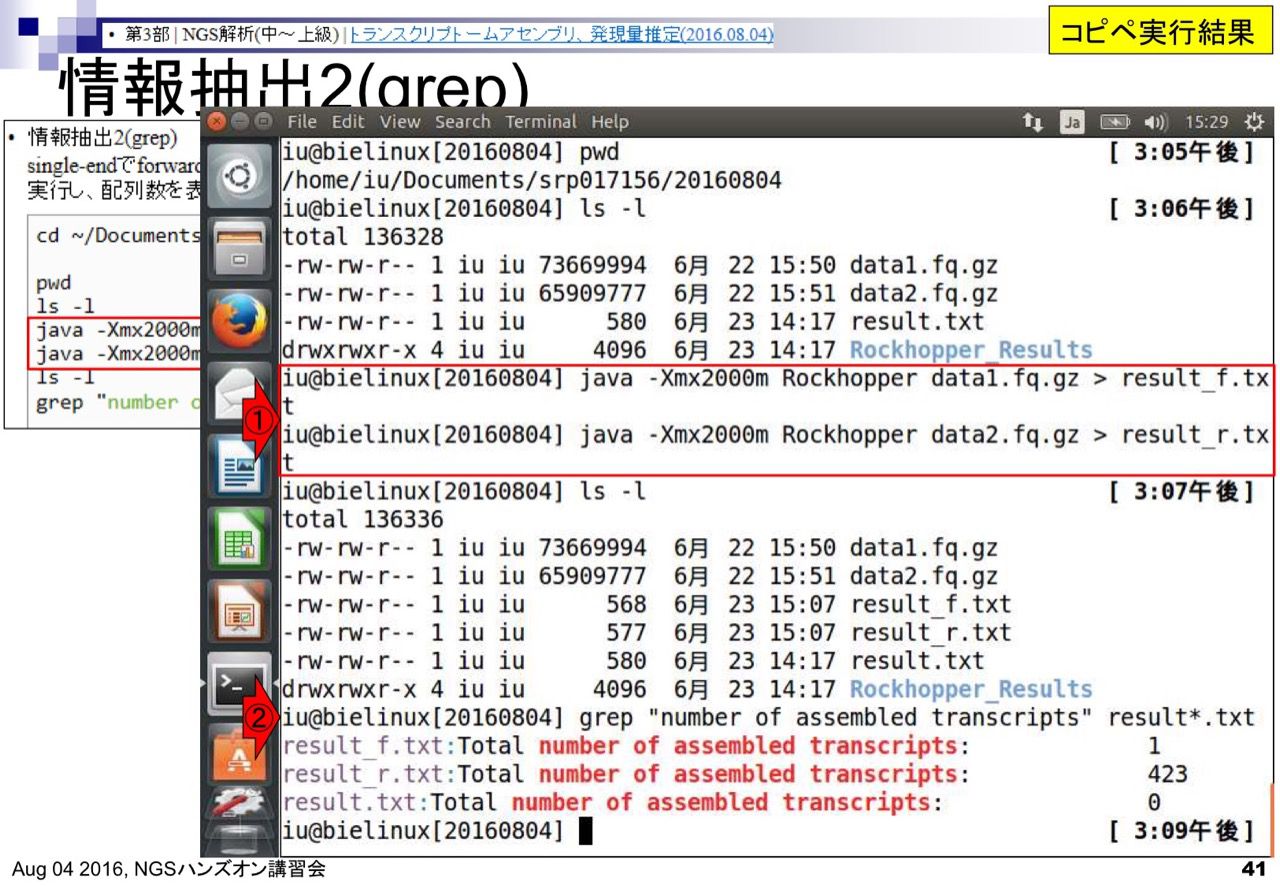 • 第3部 | NGS解析(中～上級) | トランスクリプトームアセンブリ、発現量推定(2016.08.04)
コピペ実行結果
情報抽出2(grep)
• 情報抽出2(grep)
single-endでforward
実行し、配列数を表
cd ~/Documents
pwd
ls -l
java -Xmx2000m
java -Xmx2000m
ls -l
grep "number o
File Edit View Search Terminal Help
Ja
15:29
iu@bielinux[20160804] pwd [ 3:05午後]
/home/iu/Documents/srp017156/20160804
iu@bielinux[20160804] ls -l [ 3:06午後]
total 136328
-rw-rw-r-- 1 iu iu 73669994 6月 22 15:50 data1.fq.gz
-rw-rw-r-- 1 iu iu 65909777 6月 22 15:51 data2.fq.gz
-rw-rw-r-- 1 iu iu 580 6月 23 14:17 result.txt
drwxrwxr-x 4 iu iu 4096 6月 23 14:17 Rockhopper_Results
iu@bielinux[20160804] java -Xmx2000m Rockhopper data1.fq.gz > result_f.tx
t
①
iu@bielinux[20160804] java -Xmx2000m Rockhopper data2.fq.gz > result_r.tx
t
iu@bielinux[20160804] ls -l [ 3:07午後]
total 136336
-rw-rw-r-- 1 iu iu 73669994 6月 22 15:50 data1.fq.gz
-rw-rw-r-- 1 iu iu 65909777 6月 22 15:51 data2.fq.gz
-rw-rw-r-- 1 iu iu 568 6月 23 15:07 result_f.txt
-rw-rw-r-- 1 iu iu 577 6月 23 15:07 result_r.txt
-rw-rw-r-- 1 iu iu 580 6月 23 14:17 result.txt
drwxrwxr-x 4 iu iu 4096 6月 23 14:17 Rockhopper_Results
②
iu@bielinux[20160804] grep "number of assembled transcripts" result*.txt
result_f.txt:Total number of assembled transcripts: 1
result_r.txt:Total number of assembled transcripts: 423
result.txt:Total number of assembled transcripts: 0
iu@bielinux[20160804] [ 3:09午後]
Aug 04 2016, NGSハンズオン講習会
41